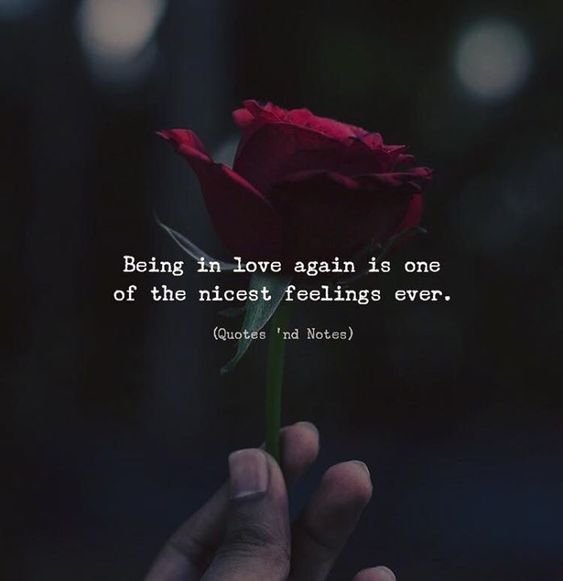 Being in love again is one
of the nicest feelings ever.
(Quotes 'nd Notes)